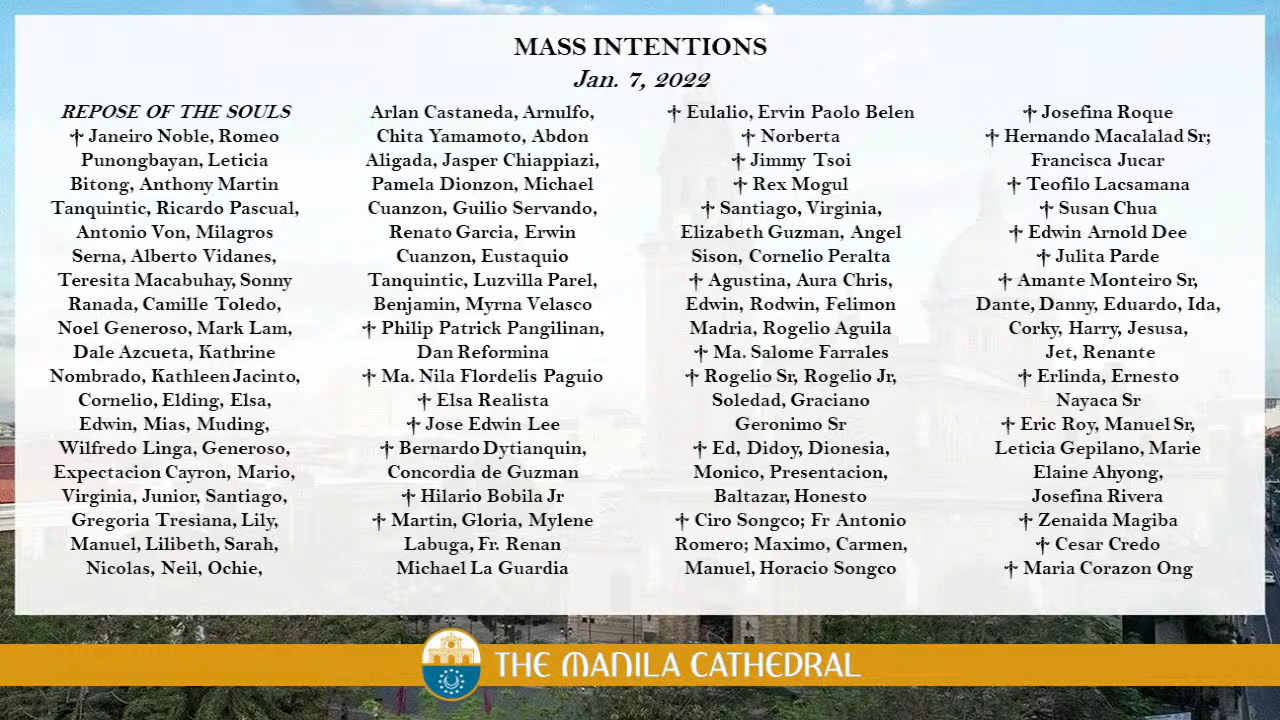 MASS INTENTIONS
Jan. 7, 2022
REPOSE OF THE SOULS
♱ Janeiro Noble, Romeo
Punongbayan, Leticia
Bitong, Anthony Martin
Tanquintic, Ricardo Pascual,
Antonio Von, Milagros
Serna, Alberto Vidanes,
Teresita Macabuhay, Sonny
Ranada, Camille Toledo,
Noel Generoso, Mark Lam,
Dale Azcueta, Kathrine
Nombrado, Kathleen Jacinto,
Cornelio, Elding, Elsa,
Edwin, Mias, Muding,
Wilfredo Linga, Generoso,
Expectacion Cayron, Mario,
Virginia, Junior, Santiago,
Gregoria Tresiana, Lily,
Manuel, Lilibeth, Sarah,
Nicolas, Neil, Ochie,
Arlan Castaneda, Arnulfo,
Chita Yamamoto, Abdon
Aligada, Jasper Chiappiazi,
Pamela Dionzon, Michael
Cuanzon, Guilio Servando,
Renato Garcia, Erwin
Cuanzon, Eustaquio
Tanquintic, Luzvilla Parel,
Benjamin, Myrna Velasco
♱ Philip Patrick Pangilinan,
Dan Reformina
♱ Ma. Nila Flordelis Paguio
♱ Elsa Realista
♱ Jose Edwin Lee
♱ Bernardo Dytianquin,
Concordia de Guzman
♱ Hilario Bobila Jr
♱ Martin, Gloria, Mylene
Labuga, Fr. Renan
Michael La Guardia
♱ Eulalio, Ervin Paolo Belen
♱ Norberta
♱ Jimmy Tsoi
♱ Rex Mogul
♱ Santiago, Virginia,
Elizabeth Guzman, Angel
Sison, Cornelio Peralta
♱ Agustina, Aura Chris,
Edwin, Rodwin, Felimon
Madria, Rogelio Aguila
♱ Ma. Salome Farrales
♱ Rogelio Sr, Rogelio Jr,
Soledad, Graciano
Geronimo Sr
♱ Ed, Didoy, Dionesia,
Monico, Presentacion,
Baltazar, Honesto
♱ Ciro Songco; Fr Antonio
Romero; Maximo, Carmen,
Manuel, Horacio Songco
♱ Josefina Roque
♱ Hernando Macalalad Sr;
Francisca Jucar
♱ Teofilo Lacsamana
♱ Susan Chua
♱ Edwin Arnold Dee
♱ Julita Parde
♱ Amante Monteiro Sr,
Dante, Danny, Eduardo, Ida,
Corky, Harry, Jesusa,
Jet, Renante
♱ Erlinda, Ernesto
Nayaca Sr
♱ Eric Roy, Manuel Sr,
Leticia Gepilano, Marie
Elaine Ahyong,
Josefina Rivera
♱ Zenaida Magiba
♱ Cesar Credo
♱ Maria Corazon Ong
THE MANILA CATHEDRAL